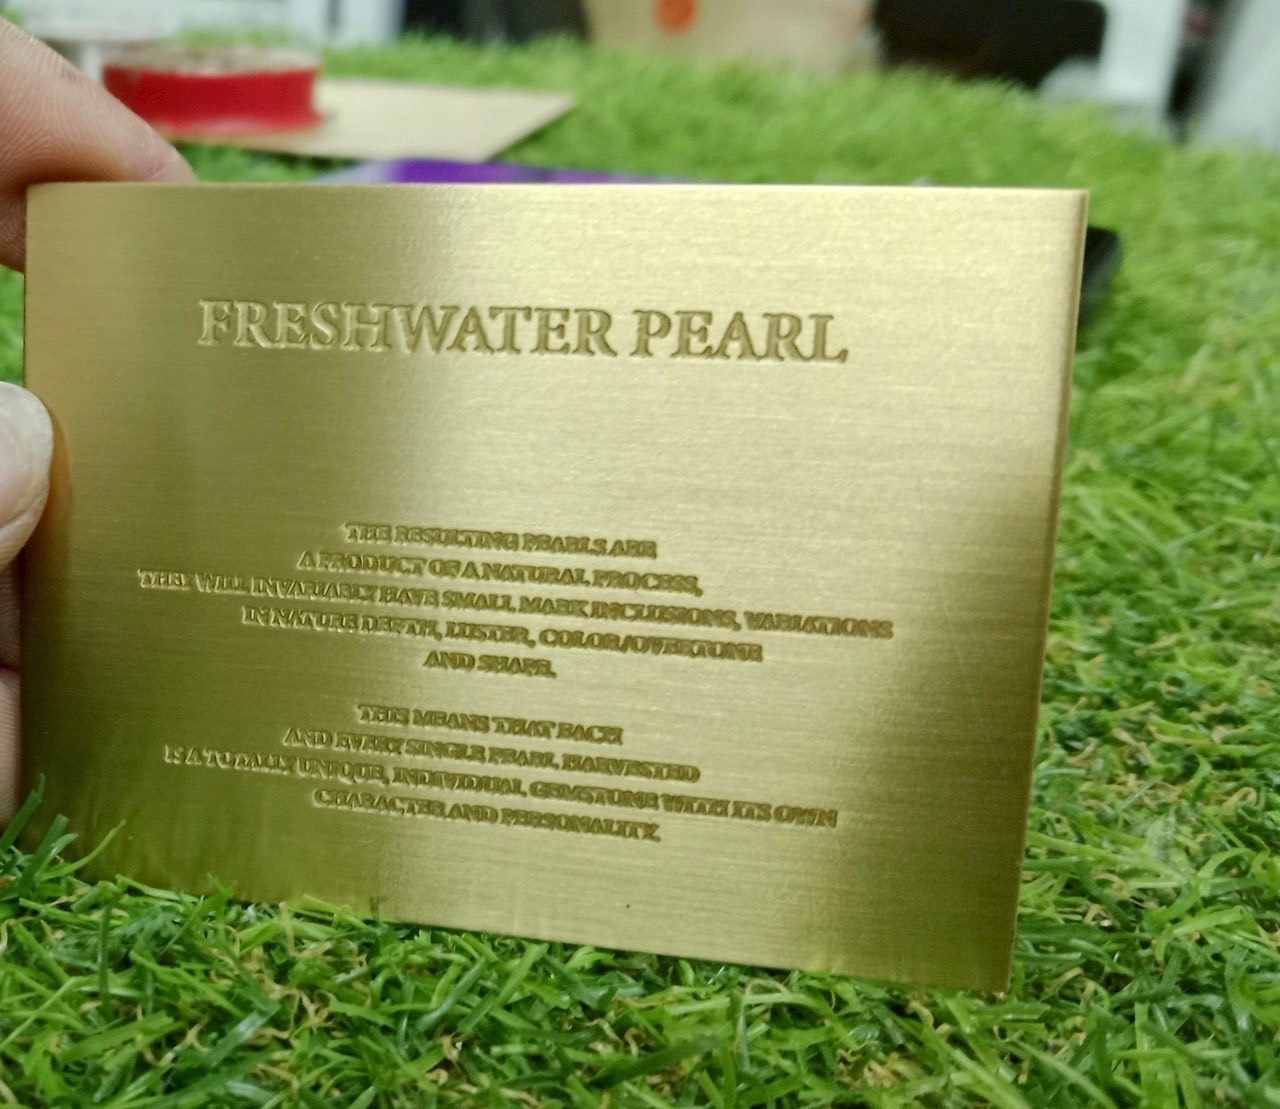 FRESHWATER PEARL
THE RESULTING PEARLS ARE
A PRODUCT OF A NATURAL PROCESS,
THEY WILL INVARIABLY HAVE SMALL MARK INCLUSIONS, VARIATIONS
IN NATURE DEPTH, LUSTER, COLOR/OVERTONE
AND SHAPE.
THIS MEANS THAT EACH
AND EVERY SINGLE PEARL HARVESTED
IS A TOTALLY UNIQUE, INDIVIDUAL GEMSTONE WITH ITS OWN
CHARACTER AND PERSONALITY.